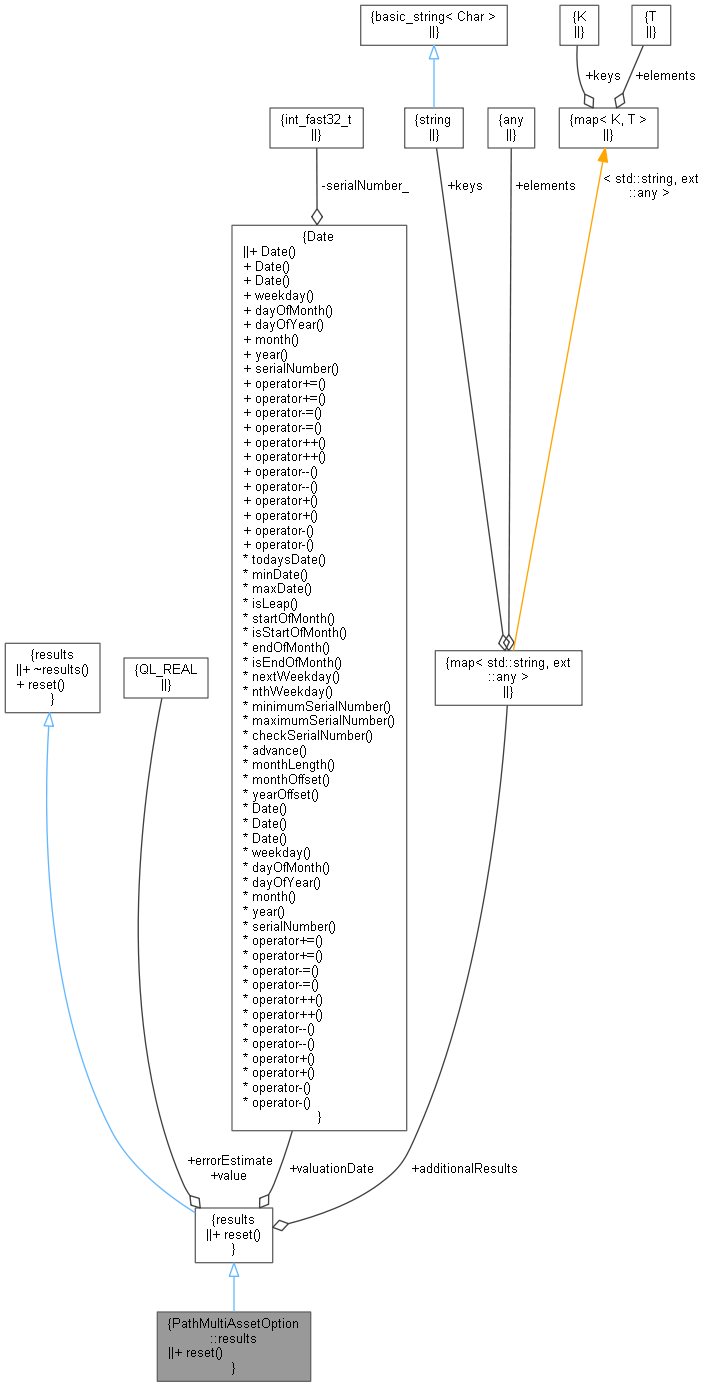 {basic_string< Char >
||}
{K
||}
{T
||}
+keys
+elements
{int_fast32_t
||}
{string
||}
{any
||}
{map< K, T >
||}
-serialNumber_
+keys
+elements
< std::string, ext
::any >
{Date
||+ Date()
+ Date()
+ Date()
+ weekday()
+ dayOfMonth()
+ dayOfYear()
+ month()
+ year()
+ serialNumber()
+ operator+=()
+ operator+=()
+ operator-=()
+ operator-=()
+ operator++()
+ operator++()
+ operator--()
+ operator--()
+ operator+()
+ operator+()
+ operator-()
+ operator-()
* todaysDate()
* minDate()
* maxDate()
* isLeap()
* startOfMonth()
* isStartOfMonth()
* endOfMonth()
* isEndOfMonth()
* nextWeekday()
* nthWeekday()
* minimumSerialNumber()
* maximumSerialNumber()
* checkSerialNumber()
* advance()
* monthLength()
* monthOffset()
* yearOffset()
* Date()
* Date()
* Date()
* weekday()
* dayOfMonth()
* dayOfYear()
* month()
* year()
* serialNumber()
* operator+=()
* operator+=()
* operator-=()
* operator-=()
* operator++()
* operator++()
* operator--()
* operator--()
* operator+()
* operator+()
* operator-()
* operator-()
}
{results
||+ ~results()
+ reset()
}
{QL_REAL
||}
{map< std::string, ext
::any >
||}
+errorEstimate
+value
+valuationDate
+additionalResults
{results
||+ reset()
}
{PathMultiAssetOption
::results
||+ reset()
}